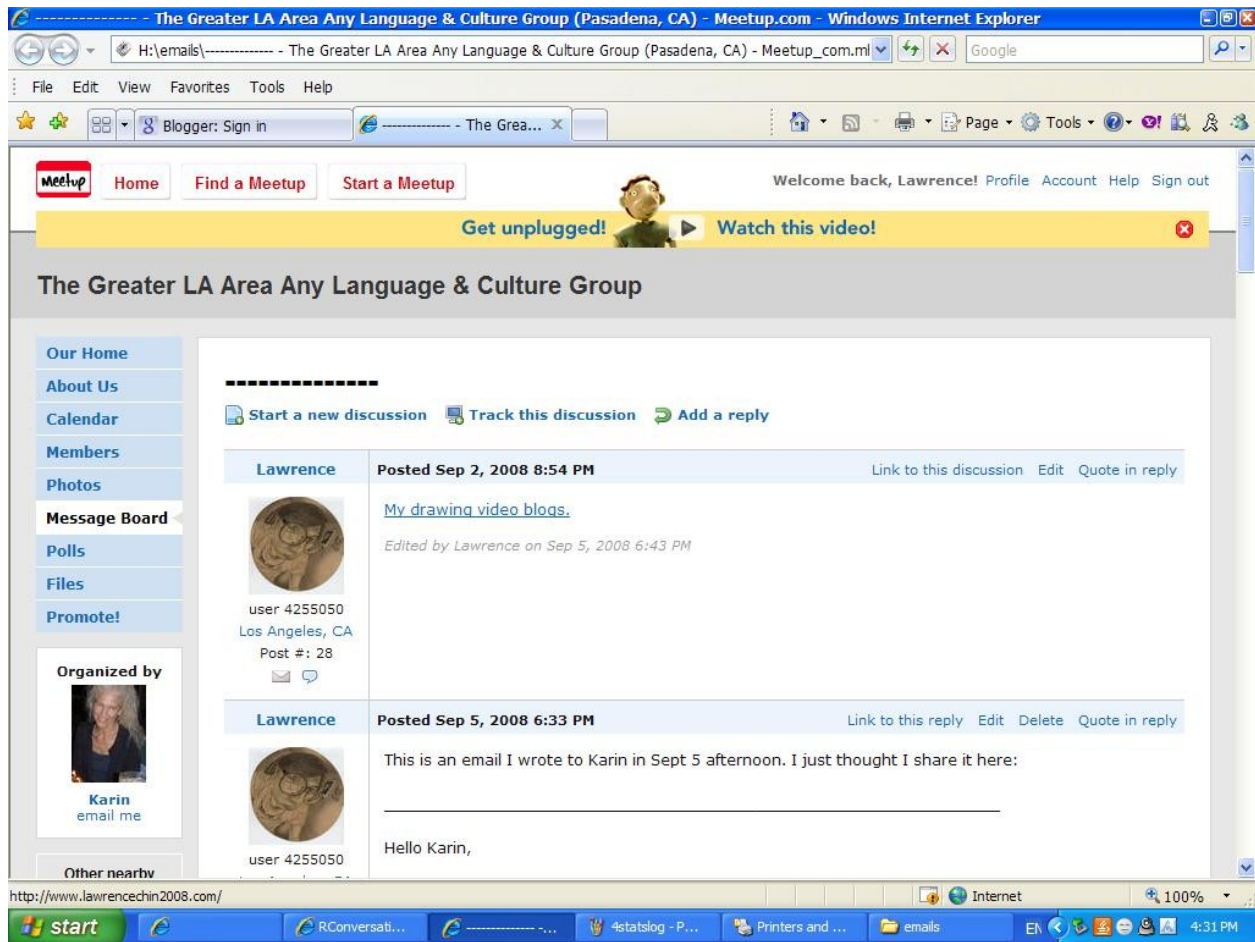 -------------- - The Greater LA Area Any Language & Culture Group (Pasadena, CA) - Meetup.com - Windows Internet Explorer
H:\emails\-------------- - The Greater LA Area Any Language & Culture Group (Pasadena, CA) - Meetup_com.ml
Google
File Edit View Favorites Tools Help
Blogger: Sign in
-------------- - The Grea...
Page Tools
Meetup Home Find a Meetup Start a Meetup
Welcome back, Lawrence! Profile Account Help Sign out
Get unplugged! Watch this video!
The Greater LA Area Any Language & Culture Group
Our Home
About Us
Calendar
Members
Photos
Message Board
Polls
Files
Promote!
Organized by
Karin
email me
Other nearby
--------------
Start a new discussion Track this discussion Add a reply
Lawrence
Posted Sep 2, 2008 8:54 PM
Link to this discussion Edit Quote in reply
My drawing video blogs.
Edited by Lawrence on Sep 5, 2008 6:43 PM
user 4255050
Los Angeles, CA
Post #: 28
Lawrence
Posted Sep 5, 2008 6:33 PM
Link to this reply Edit Delete Quote in reply
This is an email I wrote to Karin in Sept 5 afternoon. I just thought I share it here:
Hello Karin,
user 4255050
http://www.lawrencechin2008.com/
Internet
100%
start
RConversati...
-------------- -...
4statslog - P...
Printers and ...
emails
EN
4:31 PM